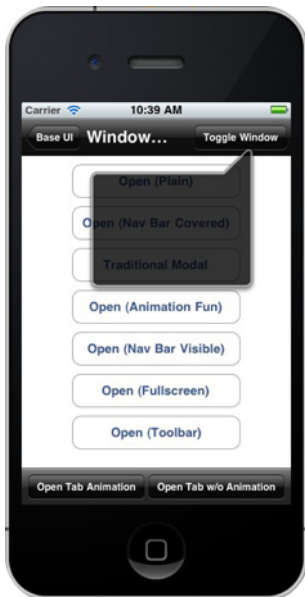 Carrier 10:39 AM
Base UI Window... Toggle Window
Open (Plain)
Open (Nav Bar Covered)
Traditional Modal
Open (Animation Fun)
Open (Nav Bar Visible)
Open (Fullscreen)
Open (Toolbar)
Open Tab Animation Open Tab w/o Animation